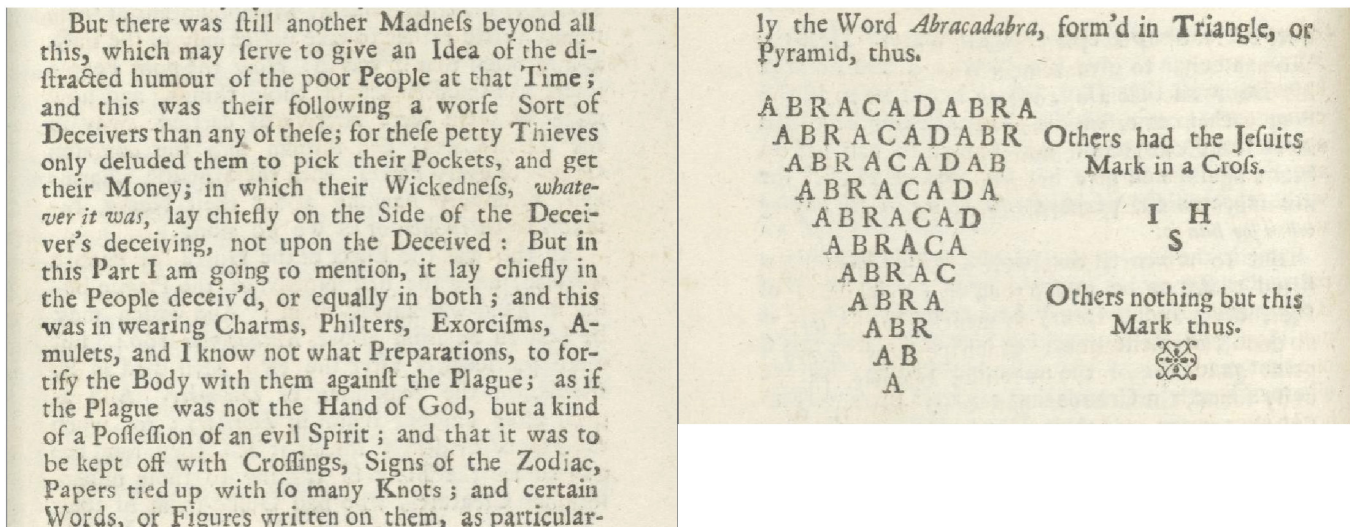 But there was ſtill another Madneſs beyond all
this, which may ſerve to give an Idea of the di-
ſtracted humour of the poor People at that Time;
and this was their following a worſe Sort of
Deceivers than any of theſe; for theſe petty Thieves
only deluded them to pick their Pockets, and get
their Money; in which their Wickedneſs, whate-
ver it was, lay chiefly on the Side of the Decei-
ver's deceiving, not upon the Deceived: But in
this Part I am going to mention, it lay chiefly in
the People deceiv'd, or equally in both; and this
was in wearing Charms, Philters, Exorciſms, A-
mulets, and I know not what Preparations, to for-
tify the Body with them againſt the Plague; as if
the Plague was not the Hand of God, but a kind
of a Poſſeſſion of an evil Spirit; and that it was to
be kept off with Croſſings, Signs of the Zodiac,
Papers tied up with ſo many Knots; and certain
Words, or Figures written on them, as particular-
ly the Word Abracadabra, form'd in Triangle, or
Pyramid, thus.
ABRACADABRA
ABRACADABR
ABRACADAB
ABRACADA
ABRACAD
ABRACA
ABRAC
ABRA
ABR
AB
A
Others had the Jeſuits
Mark in a Croſs.
I H
S
Others nothing but this
Mark thus.